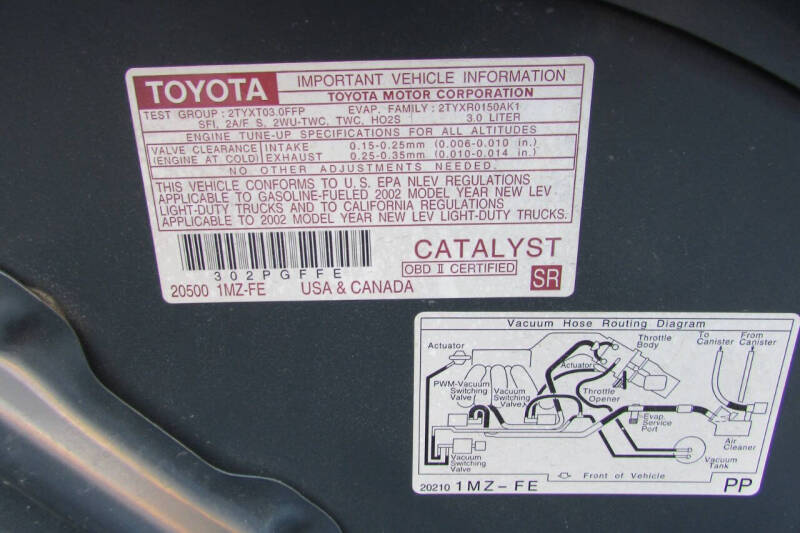 TOYOTA IMPORTANT VEHICLE INFORMATION
TOYOTA MOTOR CORPORATION
TEST GROUP : 2TYXT03.0FFP EVAP. FAMILY : 2TYXR0150AK1
SFI, 2A/F S, 2WU-TWC, TWC, HO2S 3.0 LITER
ENGINE TUNE-UP SPECIFICATIONS FOR ALL ALTITUDES
VALVE CLEARANCE INTAKE 0.15-0.25mm (0.006-0.010 in.)
(ENGINE AT COLD) EXHAUST 0.25-0.35mm (0.010-0.014 in.)
NO OTHER ADJUSTMENTS NEEDED.
THIS VEHICLE CONFORMS TO U.S. EPA NLEV REGULATIONS
APPLICABLE TO GASOLINE-FUELED 2002 MODEL YEAR NEW LEV
LIGHT-DUTY TRUCKS AND TO CALIFORNIA REGULATIONS
APPLICABLE TO 2002 MODEL YEAR NEW LEV LIGHT-DUTY TRUCKS.
302PGFFE
CATALYST
OBD II CERTIFIED
20500 1MZ-FE USA & CANADA
SR
Vacuum Hose Routing Diagram
Actuator
Throttle
Body
To
Canister
From
Canister
Actuator
PWM-Vacuum
Switching
Valve
Vacuum
Switching
Valve
Throttle
Opener
Evap.
Service
Port
Air
Cleaner
Vacuum
Switching
Valve
Vacuum
Tank
Front of Vehicle
20210 1MZ-FE PP